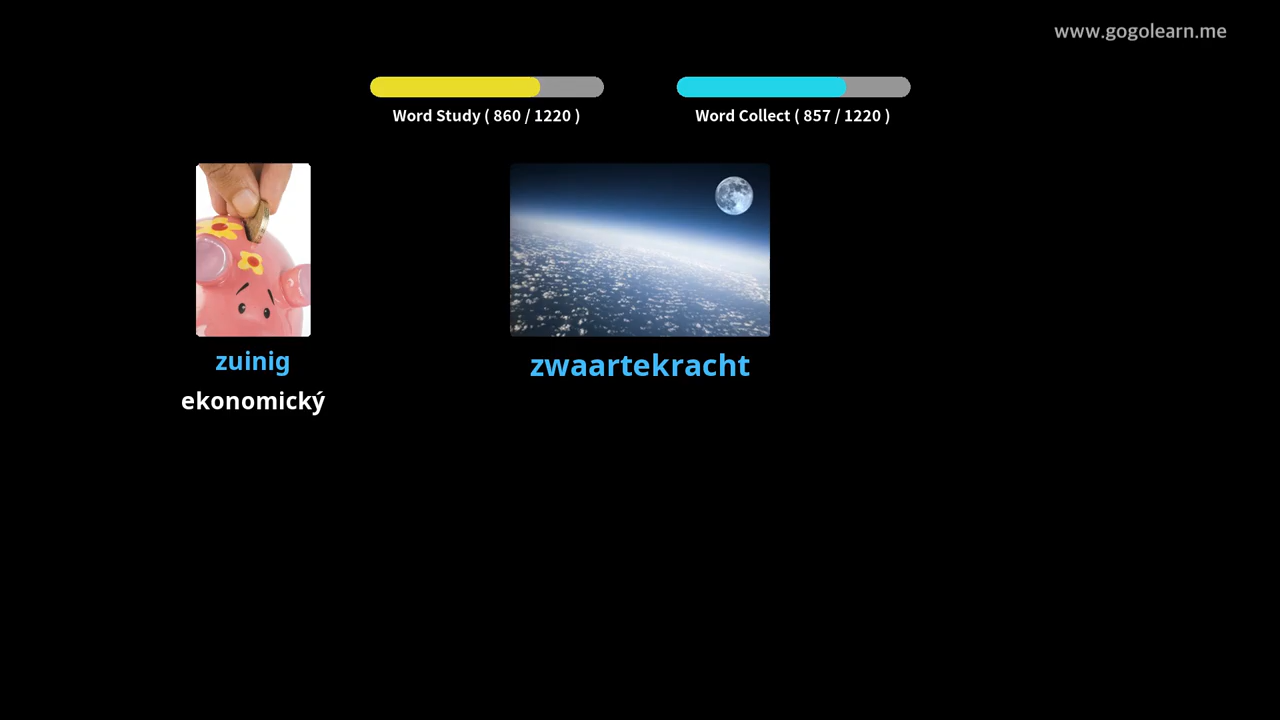 www.gogolearn.me
Word Study ( 860 / 1220 )
Word Collect ( 857 / 1220 )
zuinig
ekonomický
zwaartekracht